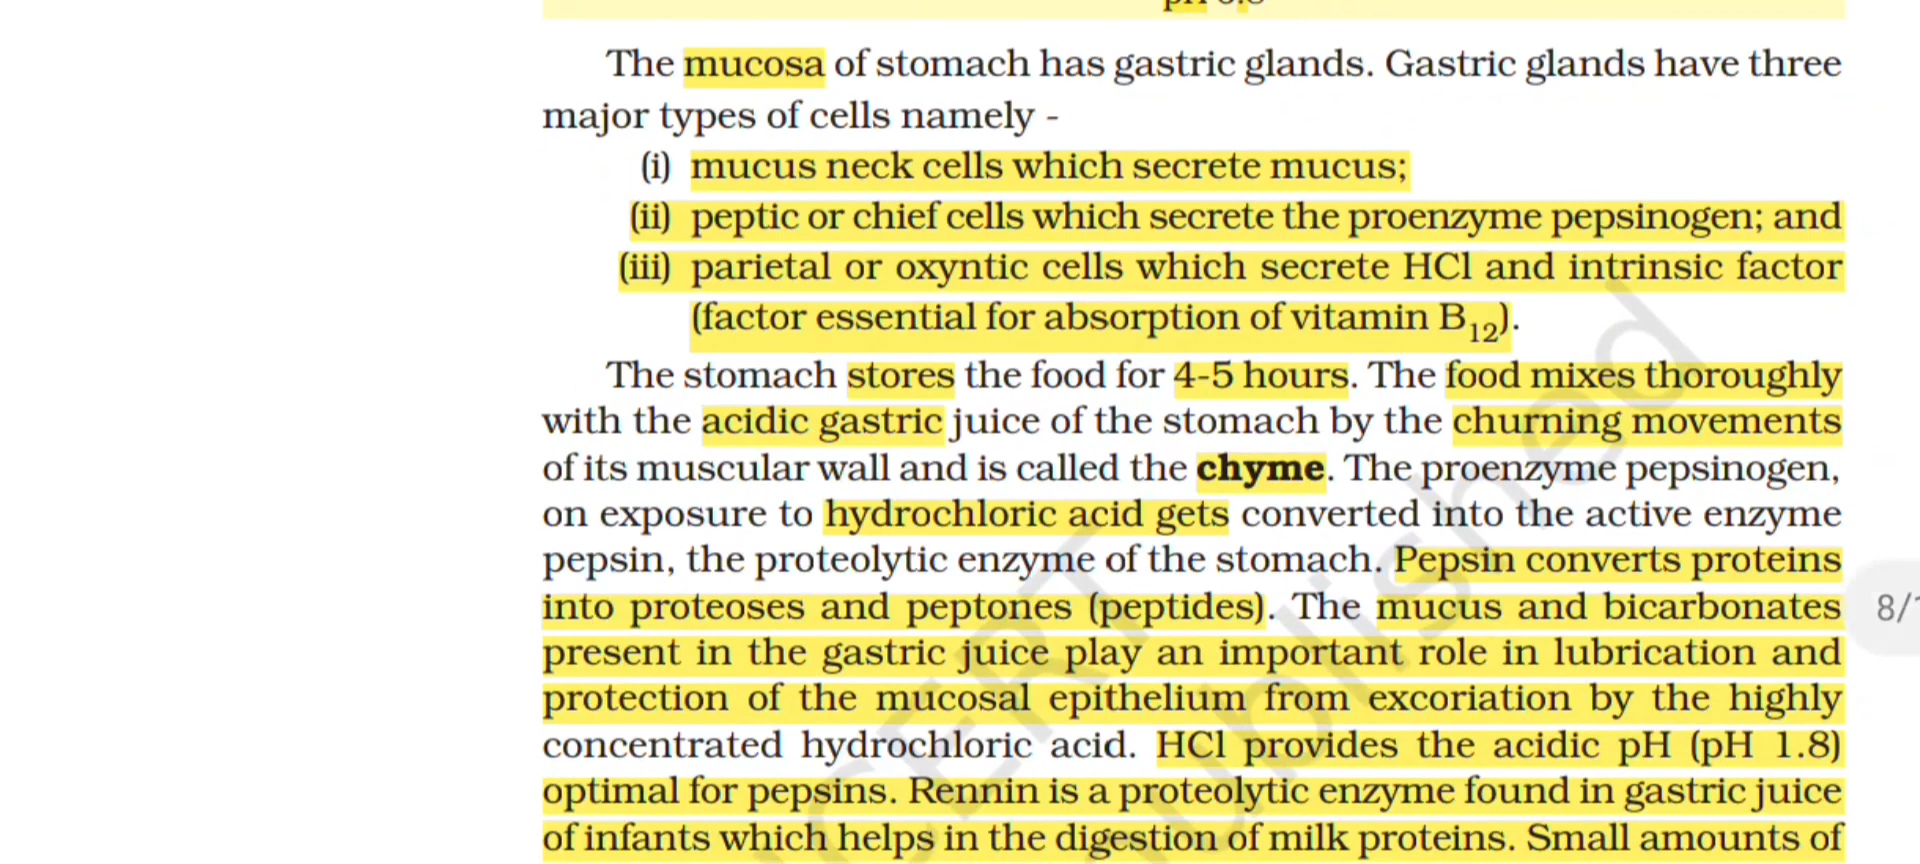 The mucosa of stomach has gastric glands. Gastric glands have three
major types of cells namely -
(i) mucus neck cells which secrete mucus;
(ii) peptic or chief cells which secrete the proenzyme pepsinogen; and
(iii) parietal or oxyntic cells which secrete HCl and intrinsic factor
(factor essential for absorption of vitamin B₁₂).
The stomach stores the food for 4-5 hours. The food mixes thoroughly
with the acidic gastric juice of the stomach by the churning movements
of its muscular wall and is called the chyme. The proenzyme pepsinogen,
on exposure to hydrochloric acid gets converted into the active enzyme
pepsin, the proteolytic enzyme of the stomach. Pepsin converts proteins
into proteoses and peptones (peptides). The mucus and bicarbonates
present in the gastric juice play an important role in lubrication and
protection of the mucosal epithelium from excoriation by the highly
concentrated hydrochloric acid. HCl provides the acidic pH (pH 1.8)
optimal for pepsins. Rennin is a proteolytic enzyme found in gastric juice
of infants which helps in the digestion of milk proteins. Small amounts of
8/